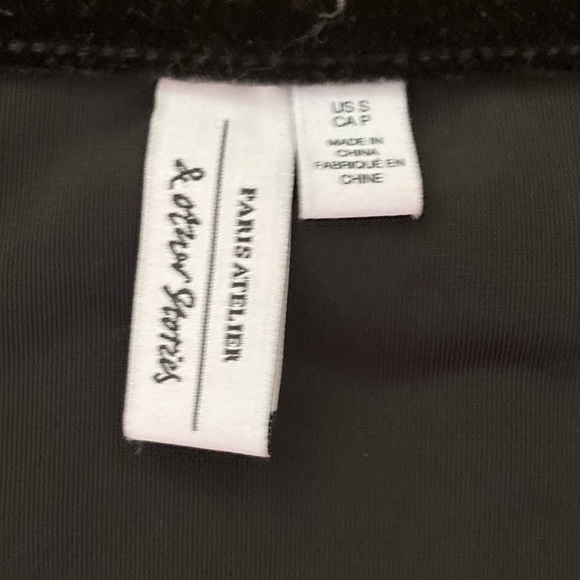 & other Stories
PARIS ATELIER
US S
CA P
MADE IN
CHINA
FABRIQUÉ EN
CHINE